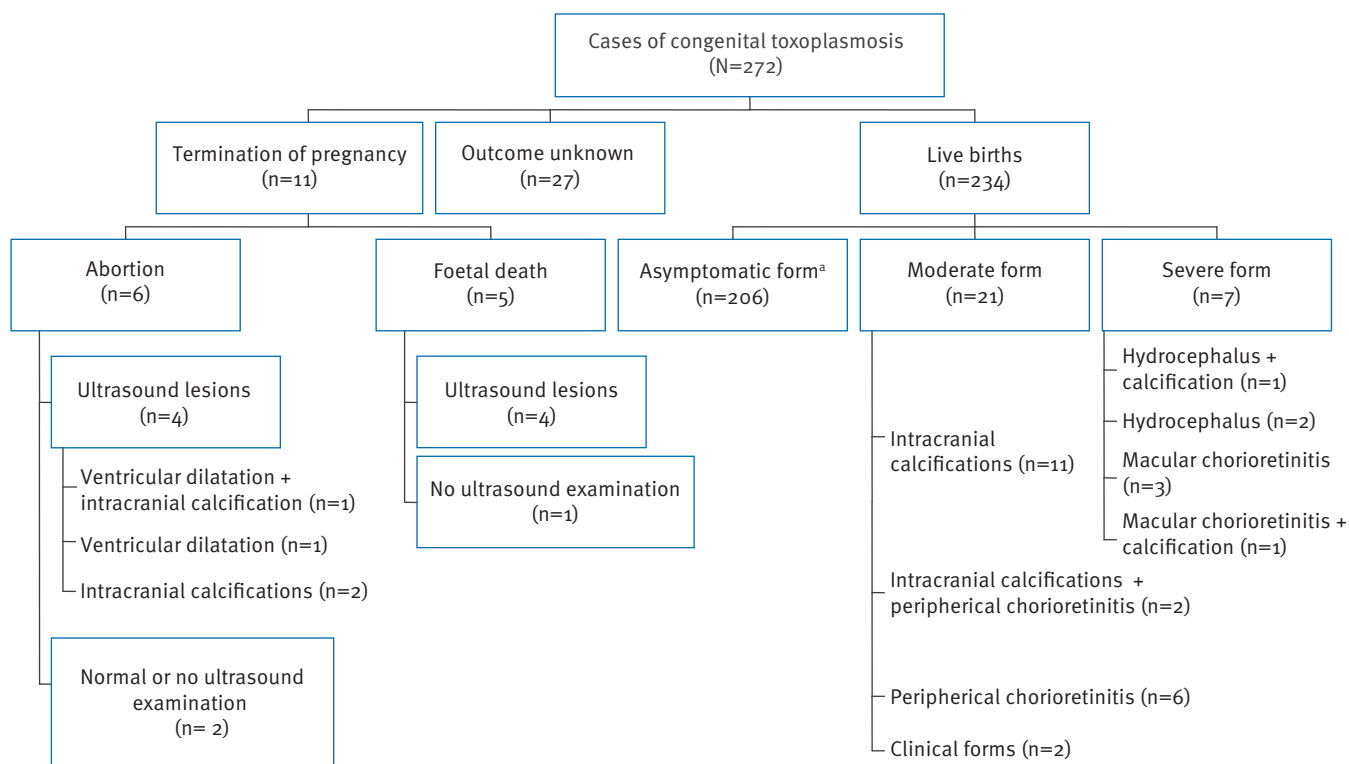 Cases of congenital toxoplasmosis
(N=272)
Termination of pregnancy
(n=11)
Outcome unknown
(n=27)
Live births
(n=234)
Abortion
(n=6)
Foetal death
(n=5)
Asymptomatic formᵃ
(n=206)
Moderate form
(n=21)
Severe form
(n=7)
Ultrasound lesions
(n=4)
Ventricular dilatation +
intracranial calcification (n=1)
Ventricular dilatation (n=1)
Intracranial calcifications (n=2)
Normal or no ultrasound
examination
(n= 2)
Ultrasound lesions
(n=4)
No ultrasound examination
(n=1)
Intracranial
calcifications (n=11)
Intracranial calcifications +
peripherical chorioretinitis (n=2)
Peripherical chorioretinitis (n=6)
Clinical forms (n=2)
Hydrocephalus +
calcification (n=1)
Hydrocephalus (n=2)
Macular chorioretinitis
(n=3)
Macular chorioretinitis +
calcification (n=1)